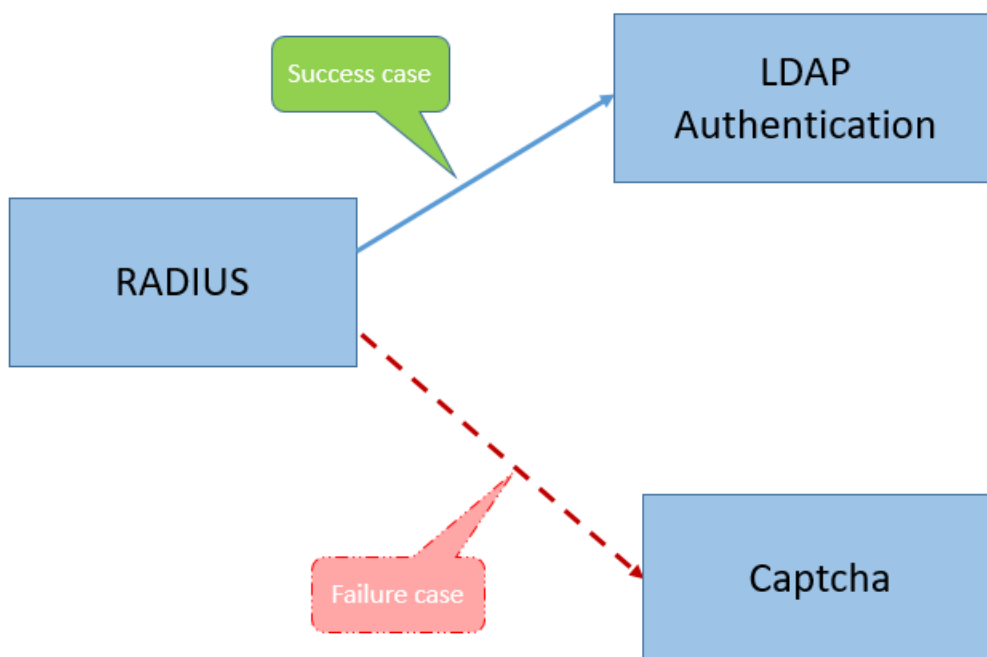 Success case
LDAP
Authentication
RADIUS
Failure case
Captcha